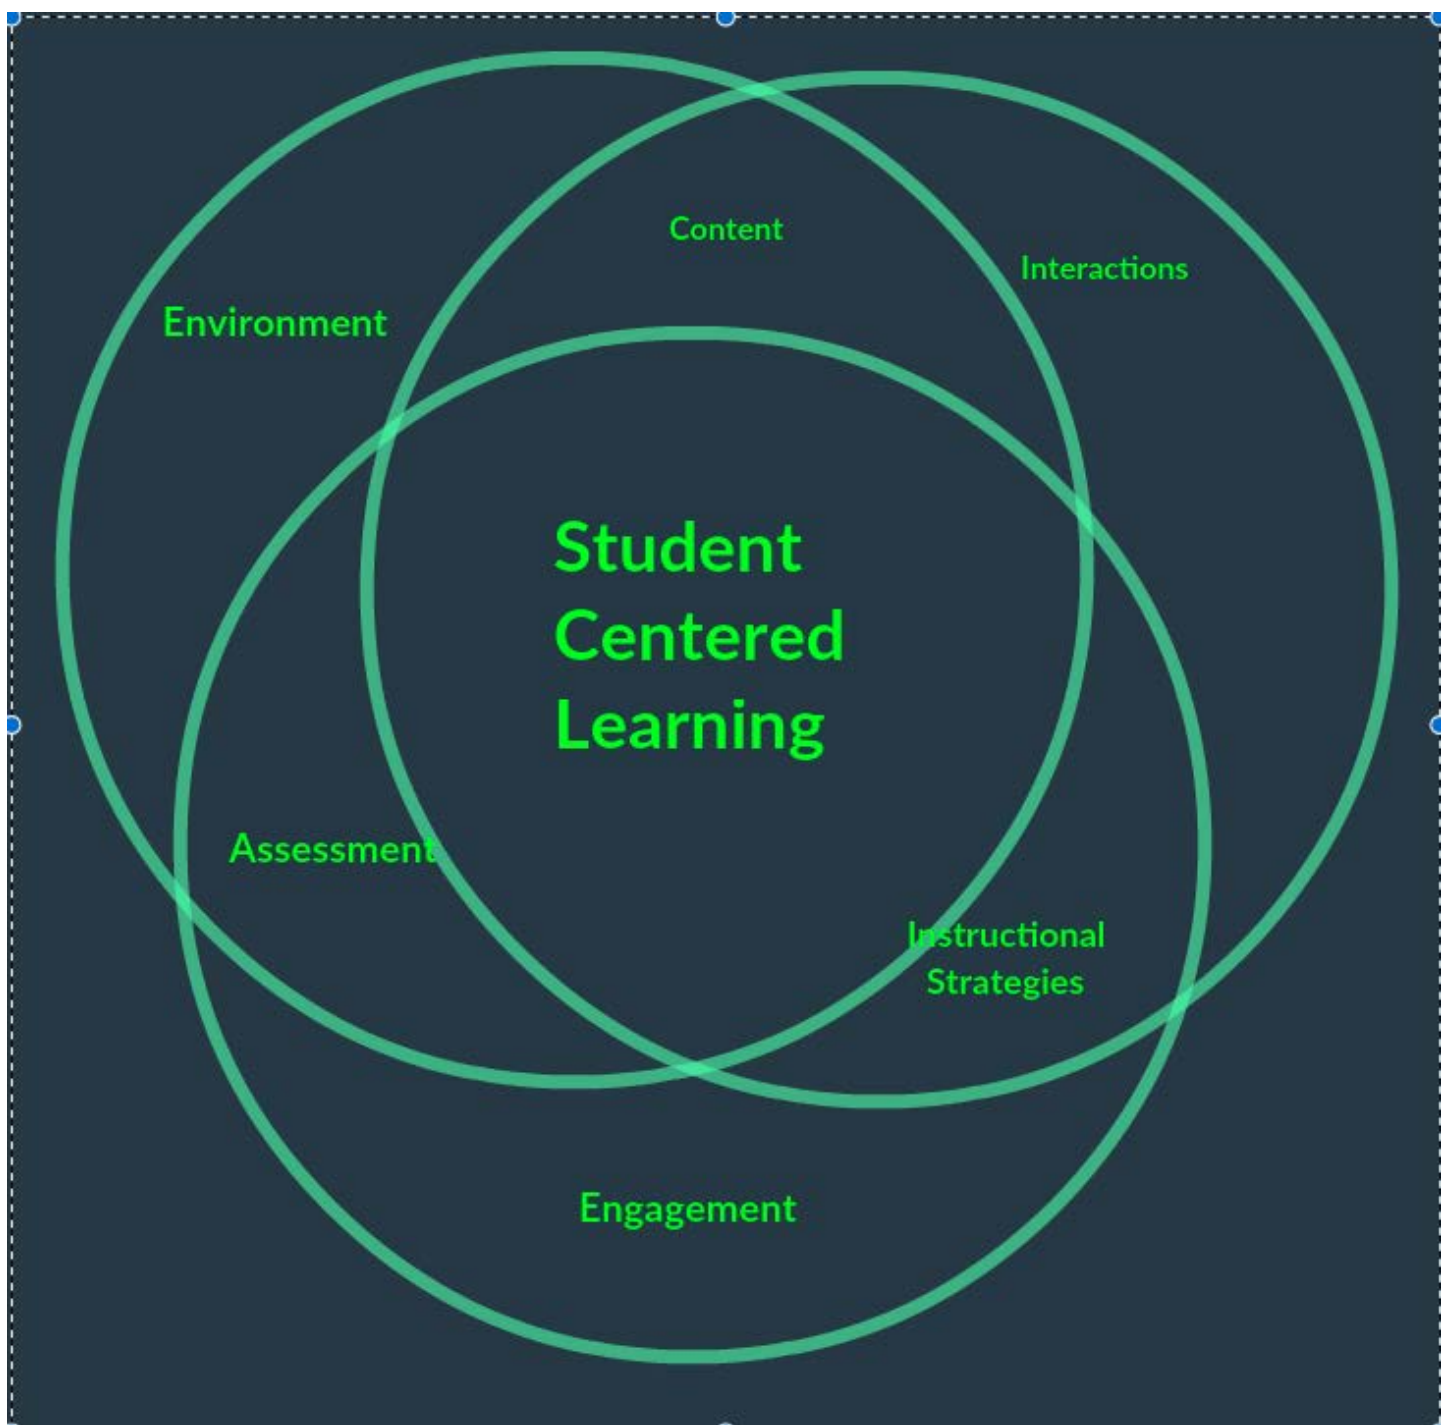 Content
Interactions
Environment
Student
Centered
Learning
Assessment
Instructional
Strategies
Engagement